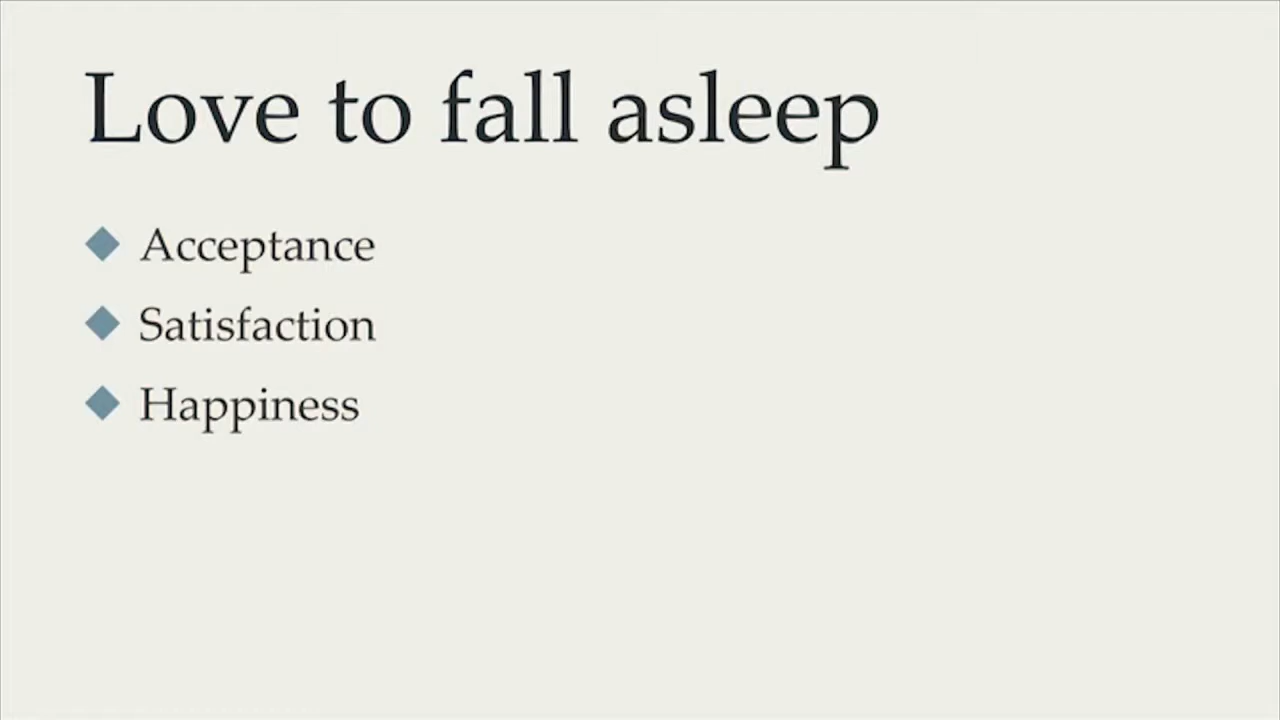 Love to fall asleep
Acceptance
Satisfaction
Happiness